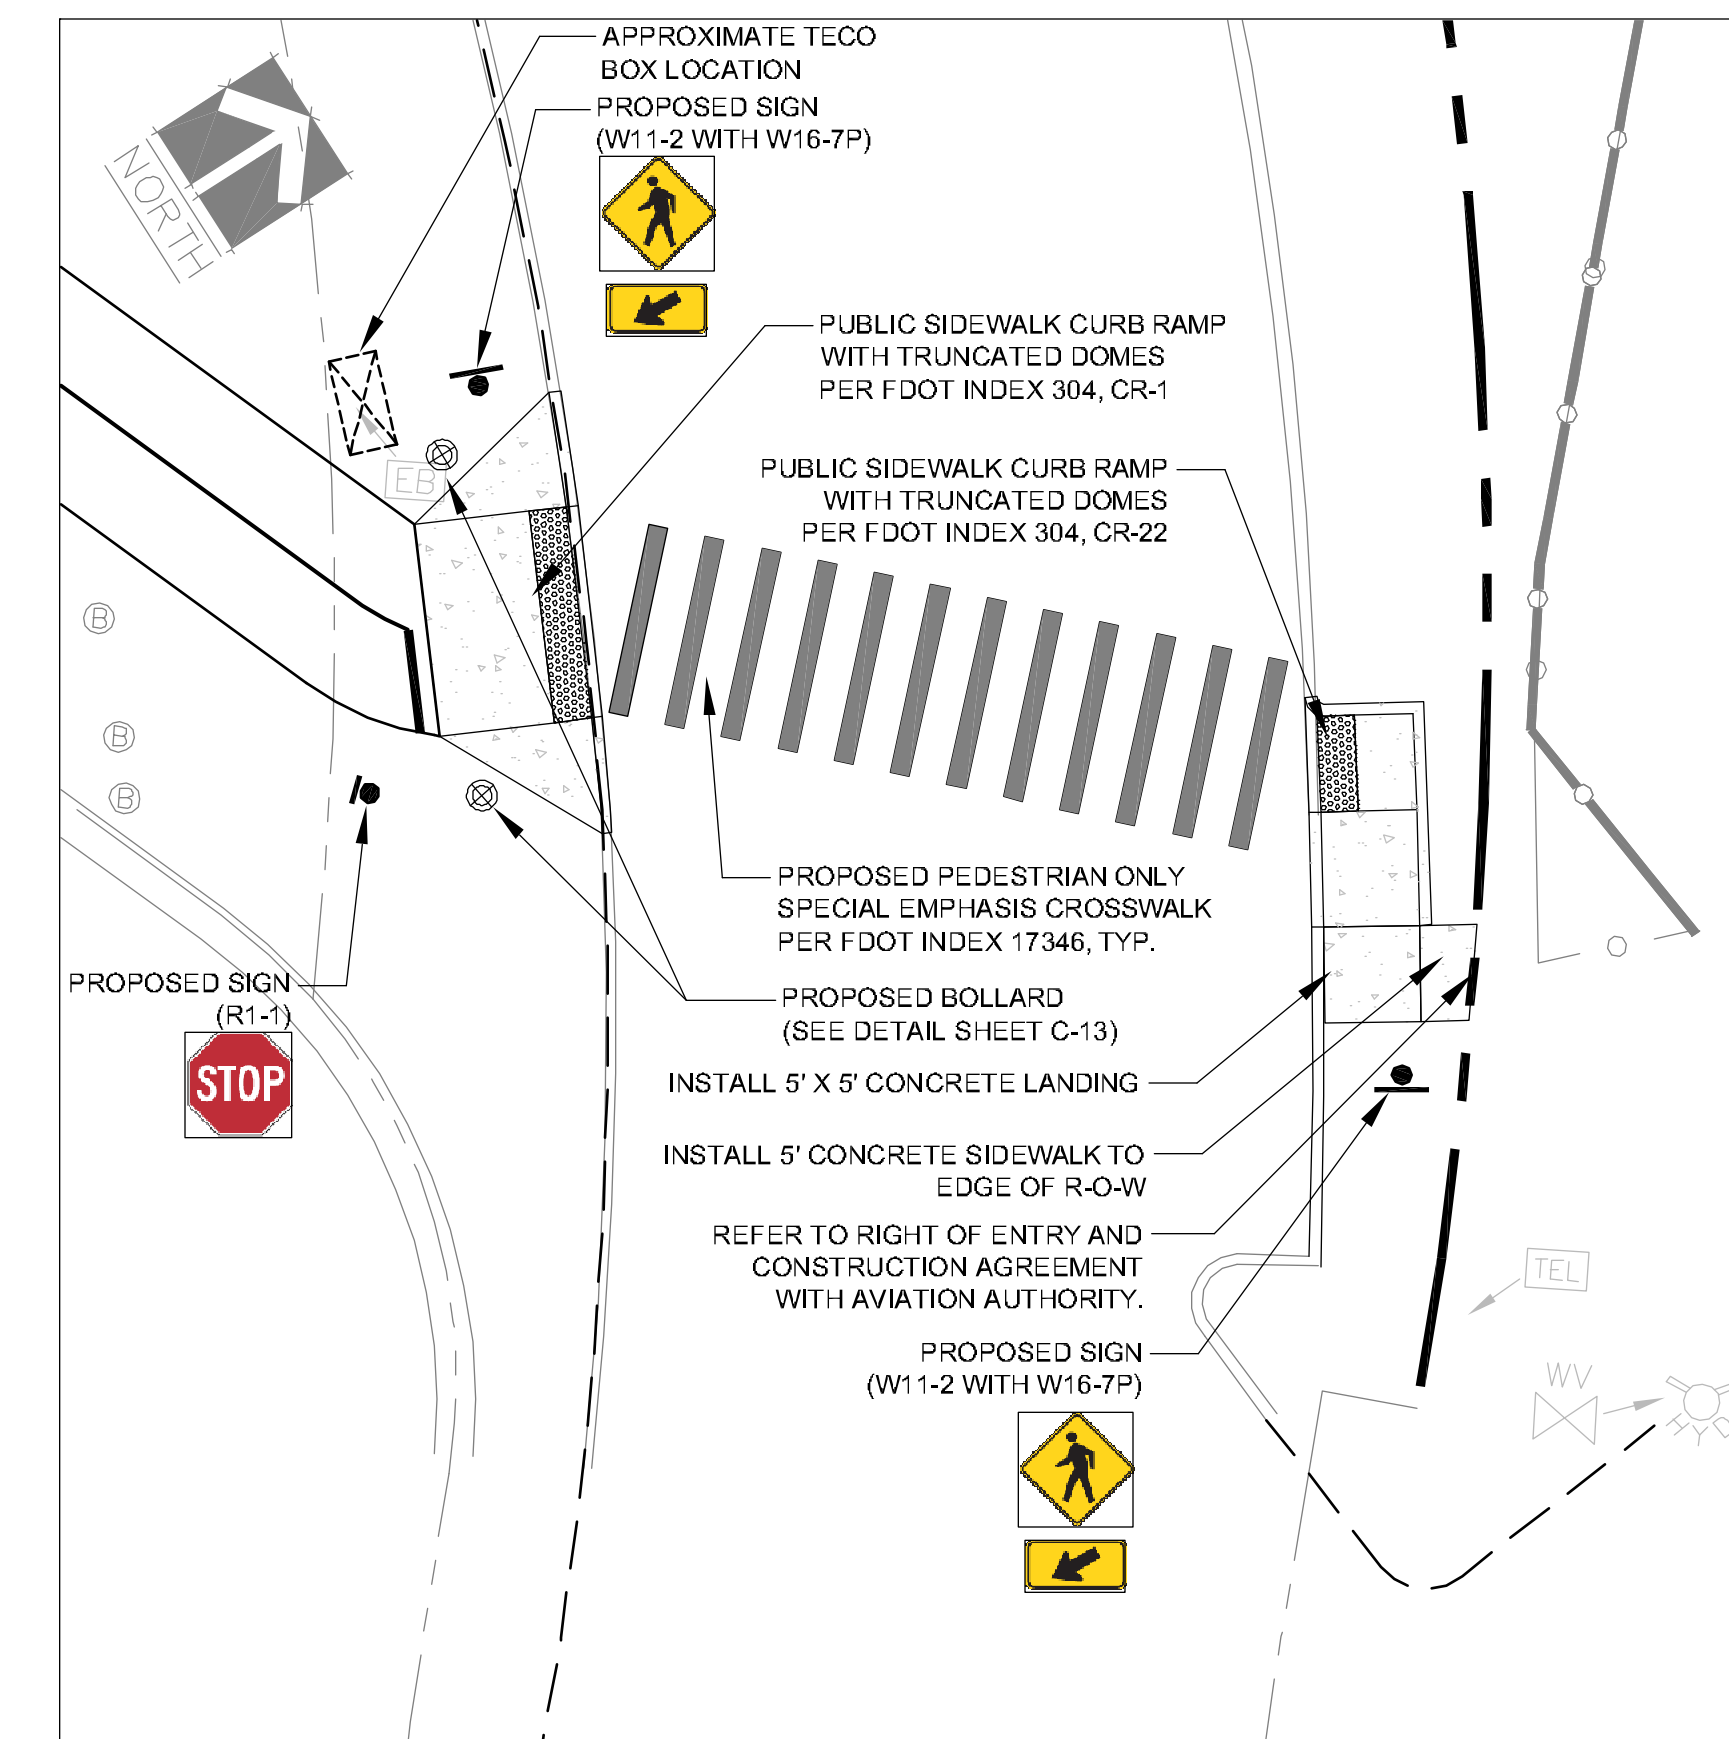 APPROXIMATE TECO
BOX LOCATION
PROPOSED SIGN
(W11-2 WITH W16-7P)
NORTH
PUBLIC SIDEWALK CURB RAMP
WITH TRUNCATED DOMES
PER FDOT INDEX 304, CR-1
PUBLIC SIDEWALK CURB RAMP
WITH TRUNCATED DOMES
PER FDOT INDEX 304, CR-22
EB
B
B
B
PROPOSED PEDESTRIAN ONLY
SPECIAL EMPHASIS CROSSWALK
PER FDOT INDEX 17346, TYP.
PROPOSED SIGN
(R1-1)
STOP
PROPOSED BOLLARD
(SEE DETAIL SHEET C-13)
INSTALL 5' X 5' CONCRETE LANDING
INSTALL 5' CONCRETE SIDEWALK TO
EDGE OF R-O-W
REFER TO RIGHT OF ENTRY AND
CONSTRUCTION AGREEMENT
WITH AVIATION AUTHORITY.
TEL
PROPOSED SIGN
(W11-2 WITH W16-7P)
WV
HYD